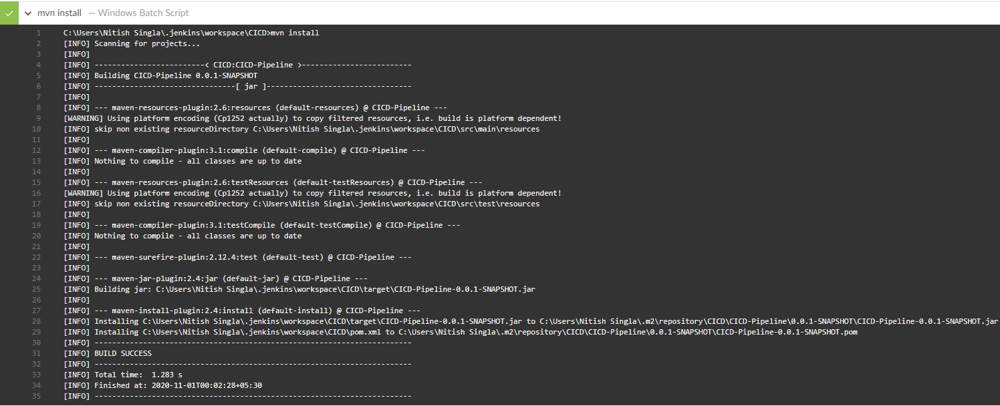 mvn install — Windows Batch Script
1 C:\Users\Nitish Singla\.jenkins\workspace\CICD>mvn install
2 [INFO] Scanning for projects...
3 [INFO]
4 [INFO] -------------------------< CICD:CICD-Pipeline >-------------------------
5 [INFO] Building CICD-Pipeline 0.0.1-SNAPSHOT
6 [INFO] --------------------------------[ jar ]---------------------------------
7 [INFO]
8 [INFO] --- maven-resources-plugin:2.6:resources (default-resources) @ CICD-Pipeline ---
9 [WARNING] Using platform encoding (Cp1252 actually) to copy filtered resources, i.e. build is platform dependent!
10 [INFO] skip non existing resourceDirectory C:\Users\Nitish Singla\.jenkins\workspace\CICD\src\main\resources
11 [INFO]
12 [INFO] --- maven-compiler-plugin:3.1:compile (default-compile) @ CICD-Pipeline ---
13 [INFO] Nothing to compile - all classes are up to date
14 [INFO]
15 [INFO] --- maven-resources-plugin:2.6:testResources (default-testResources) @ CICD-Pipeline ---
16 [WARNING] Using platform encoding (Cp1252 actually) to copy filtered resources, i.e. build is platform dependent!
17 [INFO] skip non existing resourceDirectory C:\Users\Nitish Singla\.jenkins\workspace\CICD\src\test\resources
18 [INFO]
19 [INFO] --- maven-compiler-plugin:3.1:testCompile (default-testCompile) @ CICD-Pipeline ---
20 [INFO] Nothing to compile - all classes are up to date
21 [INFO]
22 [INFO] --- maven-surefire-plugin:2.12.4:test (default-test) @ CICD-Pipeline ---
23 [INFO]
24 [INFO] --- maven-jar-plugin:2.4:jar (default-jar) @ CICD-Pipeline ---
25 [INFO] Building jar: C:\Users\Nitish Singla\.jenkins\workspace\CICD\target\CICD-Pipeline-0.0.1-SNAPSHOT.jar
26 [INFO]
27 [INFO] --- maven-install-plugin:2.4:install (default-install) @ CICD-Pipeline ---
28 [INFO] Installing C:\Users\Nitish Singla\.jenkins\workspace\CICD\target\CICD-Pipeline-0.0.1-SNAPSHOT.jar to C:\Users\Nitish Singla\.m2\repository\CICD\CICD-Pipeline\0.0.1-SNAPSHOT\CICD-Pipeline-0.0.1-SNAPSHOT.jar
29 [INFO] Installing C:\Users\Nitish Singla\.jenkins\workspace\CICD\pom.xml to C:\Users\Nitish Singla\.m2\repository\CICD\CICD-Pipeline\0.0.1-SNAPSHOT\CICD-Pipeline-0.0.1-SNAPSHOT.pom
30 [INFO] ------------------------------------------------------------------------
31 [INFO] BUILD SUCCESS
32 [INFO] ------------------------------------------------------------------------
33 [INFO] Total time:  1.283 s
34 [INFO] Finished at: 2020-11-01T00:02:28+05:30
35 [INFO] ------------------------------------------------------------------------